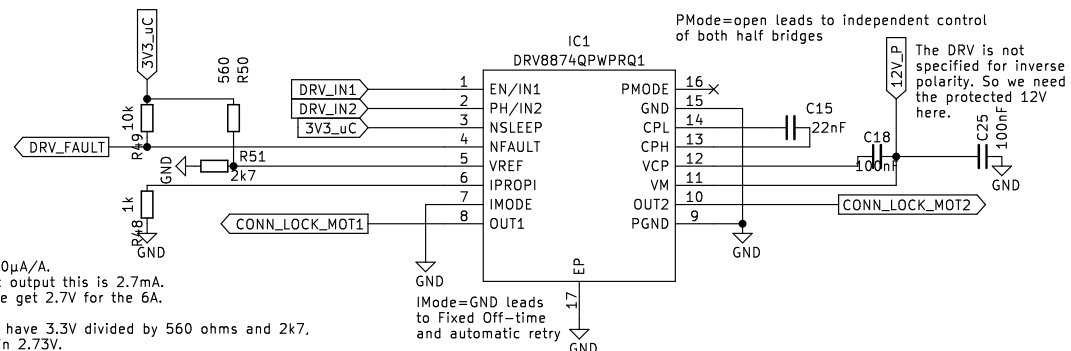 PMode=open leads to independent control
of both half bridges
IC1
DRV8874QPWPRQ1
3V3_uC
560
R50
12V_P
The DRV is not
specified for inverse
polarity. So we need
the protected 12V
here.
DRV_IN1
DRV_IN2
3V3_uC
1
2
3
4
5
6
7
8
EN/IN1
PH/IN2
NSLEEP
NFAULT
VREF
IPROPI
IMODE
OUT1
PMODE
GND
CPL
CPH
VCP
VM
OUT2
PGND
16
15
14
13
12
11
10
9
EP
17
GND
C15
22nF
C18
100nF
C25
100nF
GND
10k
R49
DRV_FAULT
GND
R51
2k7
1k
R48
GND
CONN_LOCK_MOT1
CONN_LOCK_MOT2
GND
GND
0µA/A.
output this is 2.7mA.
e get 2.7V for the 6A.
have 3.3V divided by 560 ohms and 2k7,
n 2.73V.
IMode=GND leads
to Fixed Off-time
and automatic retry